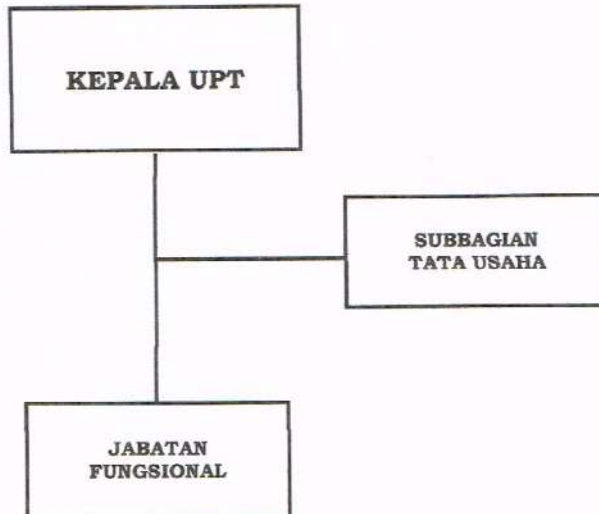 KEPALA UPT
SUBBAGIAN
TATA USAHA
JABATAN
FUNGSIONAL